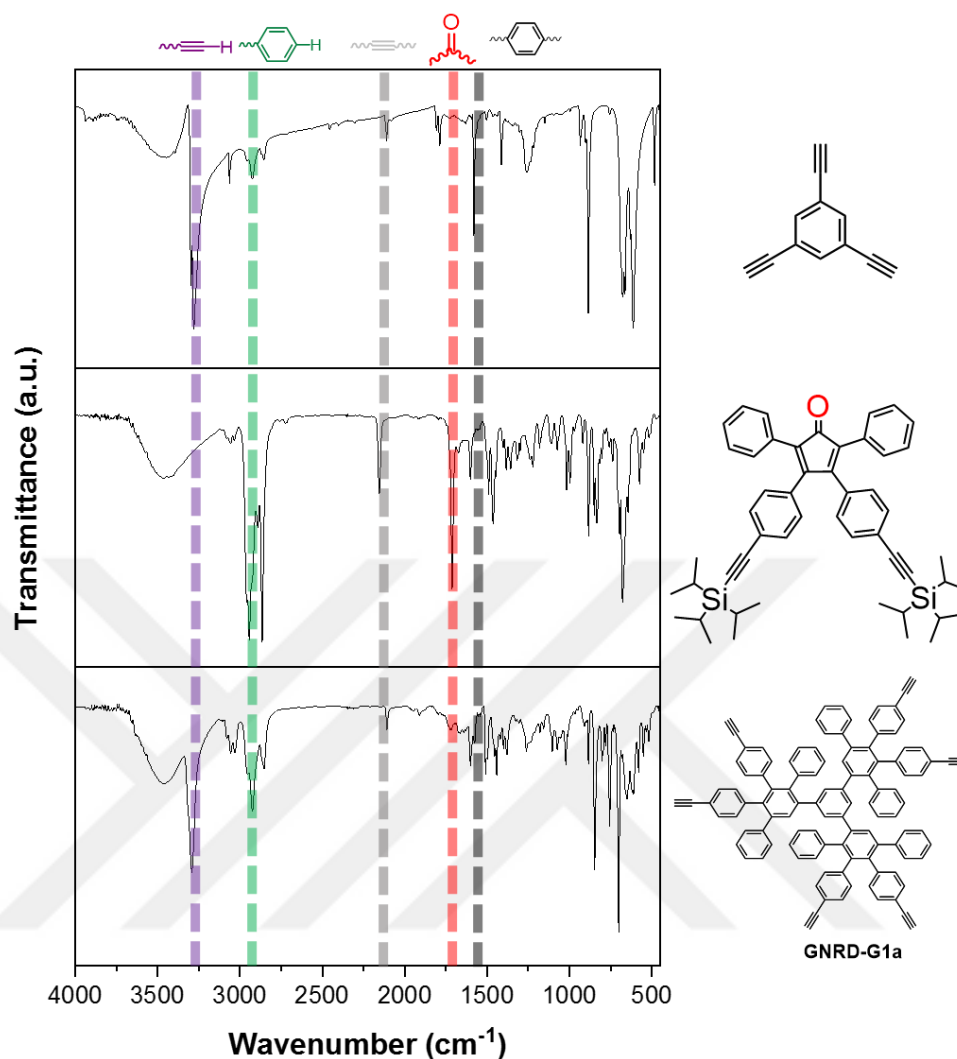 H
H
O
Transmittance (a.u.)
O
Si
Si
GNRD-G1a
4000 3500 3000 2500 2000 1500 1000 500
Wavenumber (cm⁻¹)